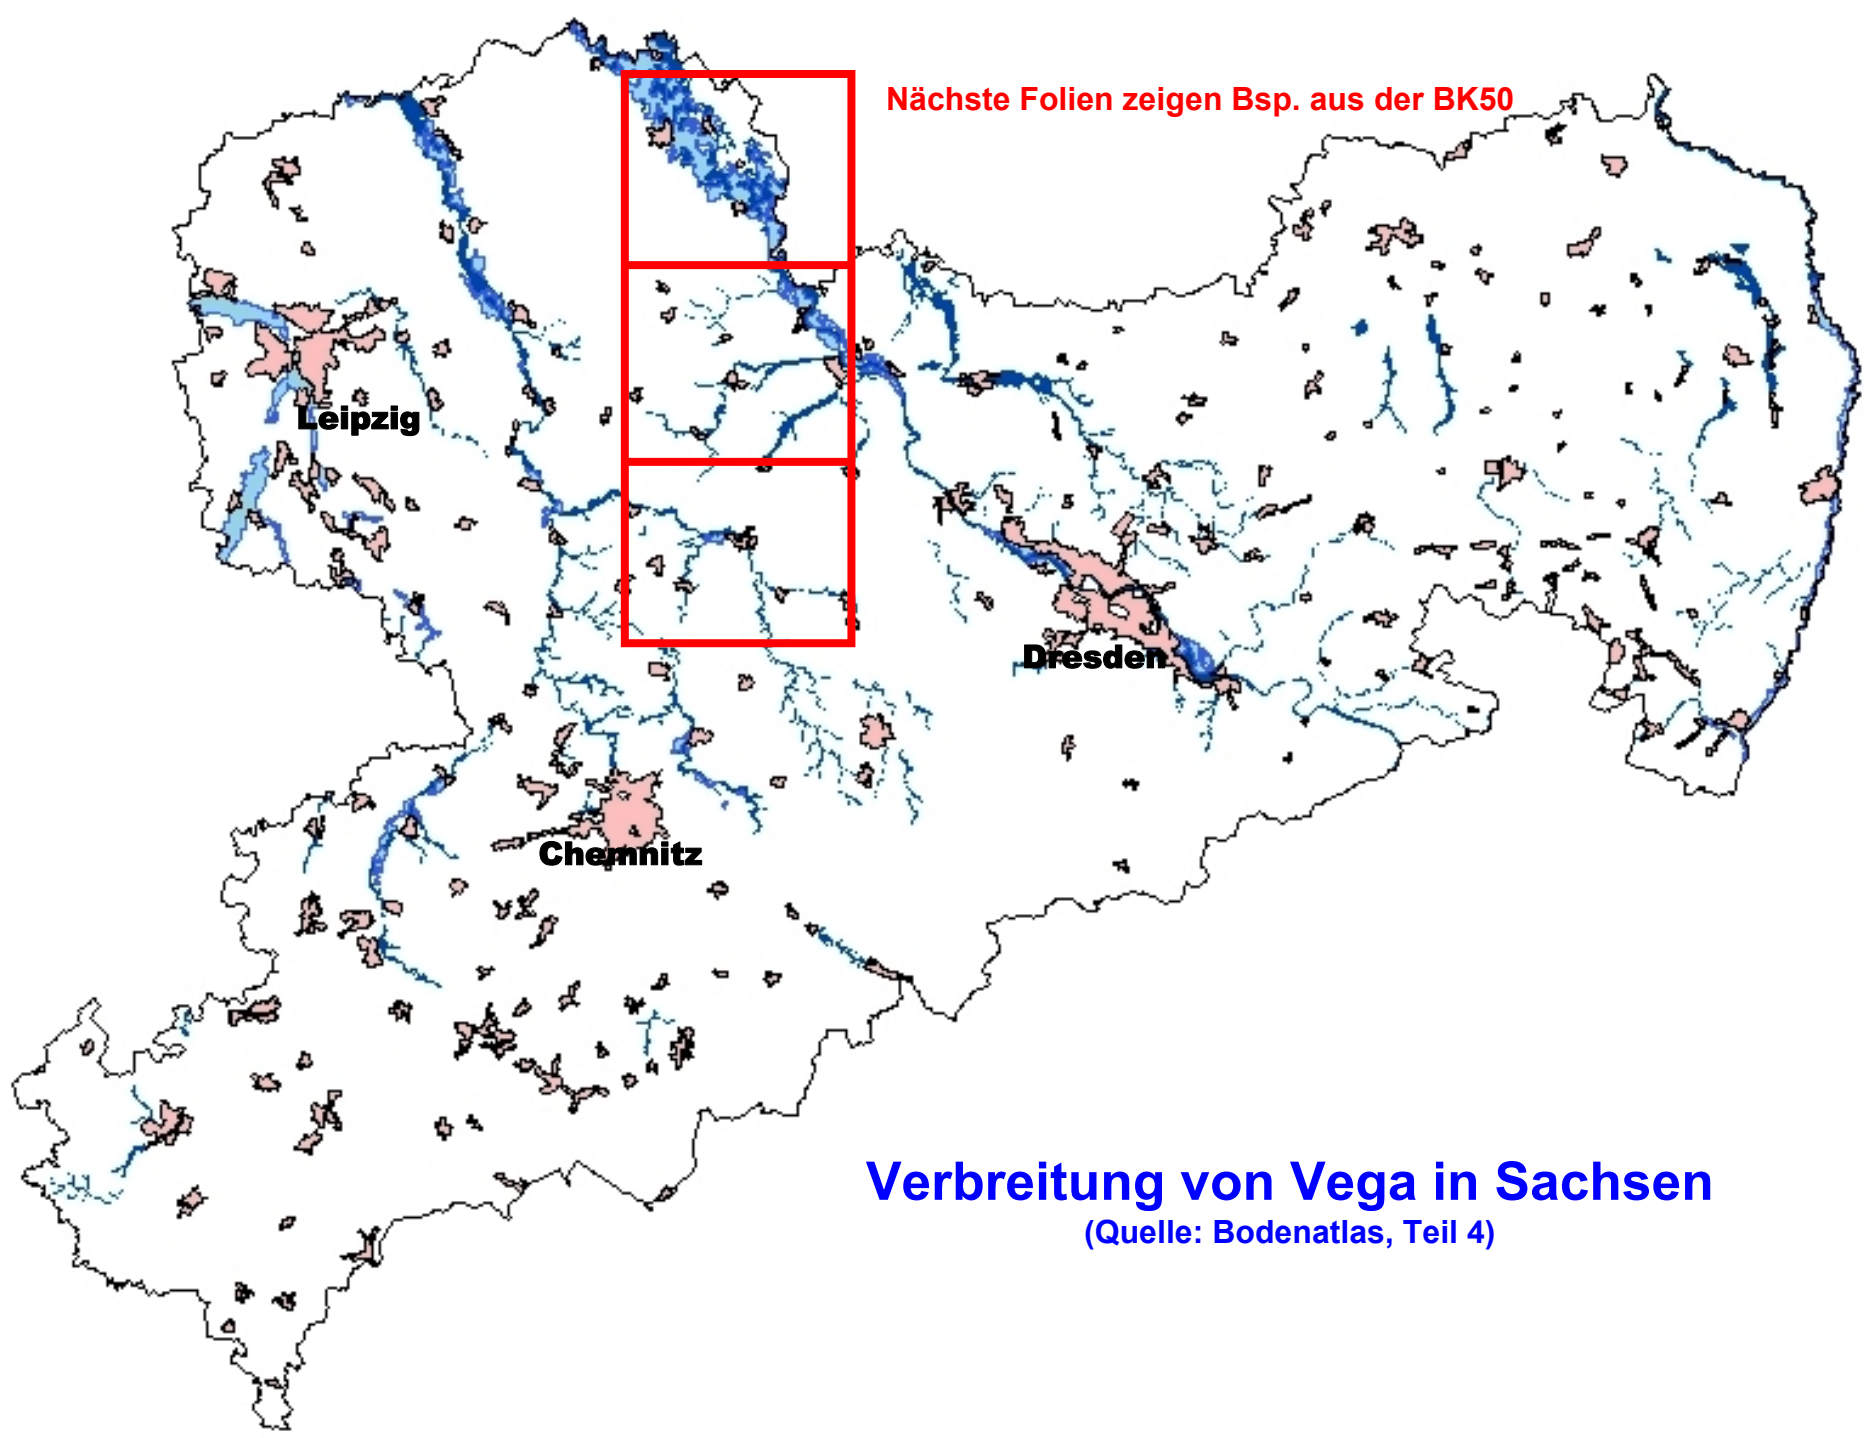 Nächste Folien zeigen Bsp. aus der BK50
Leipzig
Dresden
Chemnitz
Verbreitung von Vega in Sachsen
(Quelle: Bodenatlas, Teil 4)